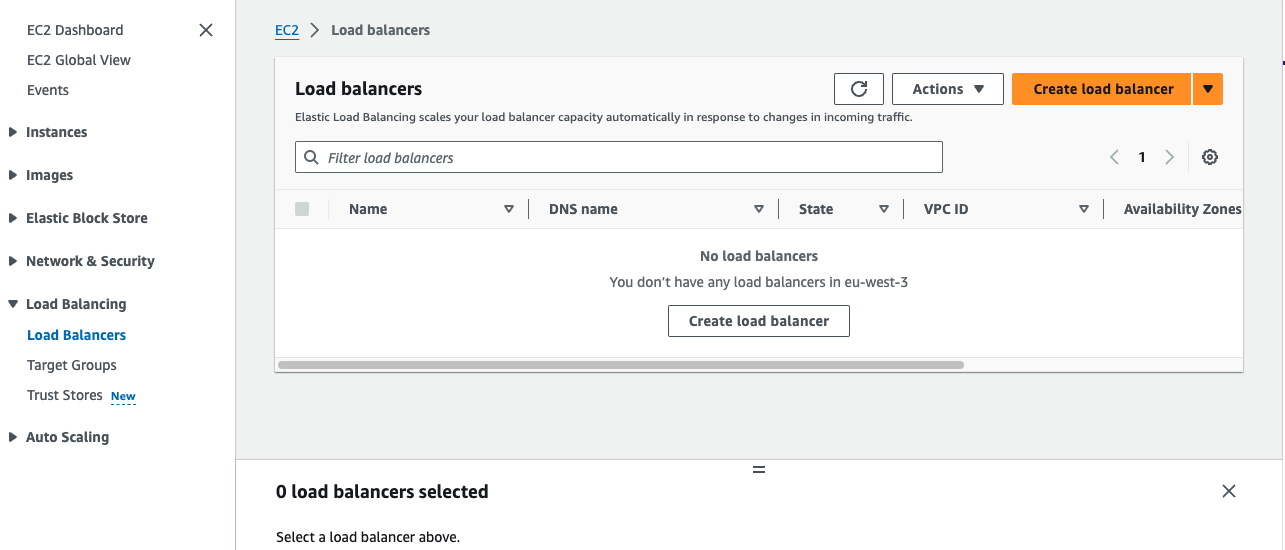 EC2 Dashboard
EC2 Global View
Events
Instances
Images
Elastic Block Store
Network & Security
Load Balancing
Load Balancers
Target Groups
Trust Stores New
Auto Scaling
EC2 Load balancers
Load balancers
Actions
Create load balancer
Elastic Load Balancing scales your load balancer capacity automatically in response to changes in incoming traffic.
Filter load balancers
1
Name DNS name State VPC ID Availability Zones
No load balancers
You don’t have any load balancers in eu-west-3
Create load balancer
0 load balancers selected
Select a load balancer above.